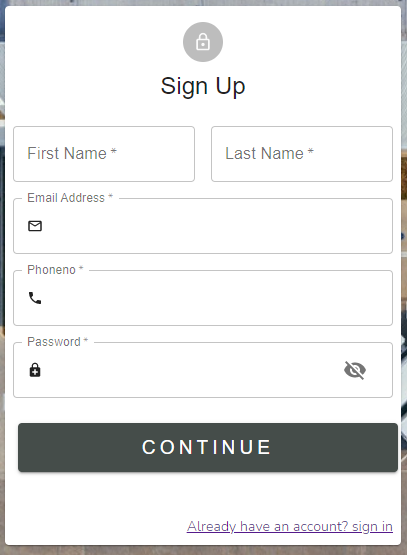 Sign Up
First Name *
Last Name *
Email Address *
Phoneno *
Password *
CONTINUE
Already have an account? sign in